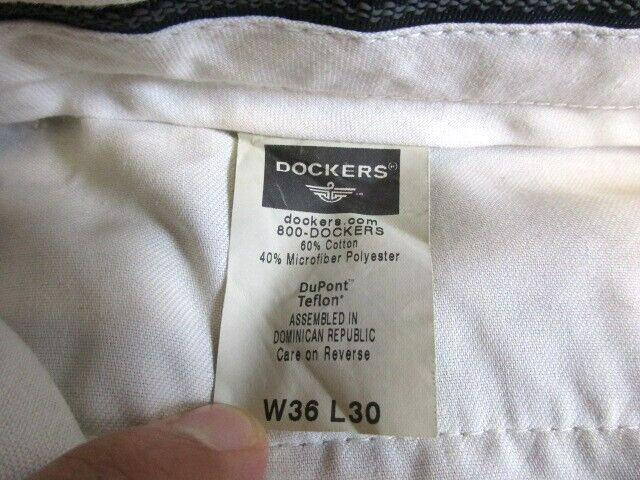 DOCKERS®
dockers.com
800-DOCKERS
60% Cotton
40% Microfiber Polyester
DuPont™
Teflon®
ASSEMBLED IN
DOMINICAN REPUBLIC
Care on Reverse
W36 L30